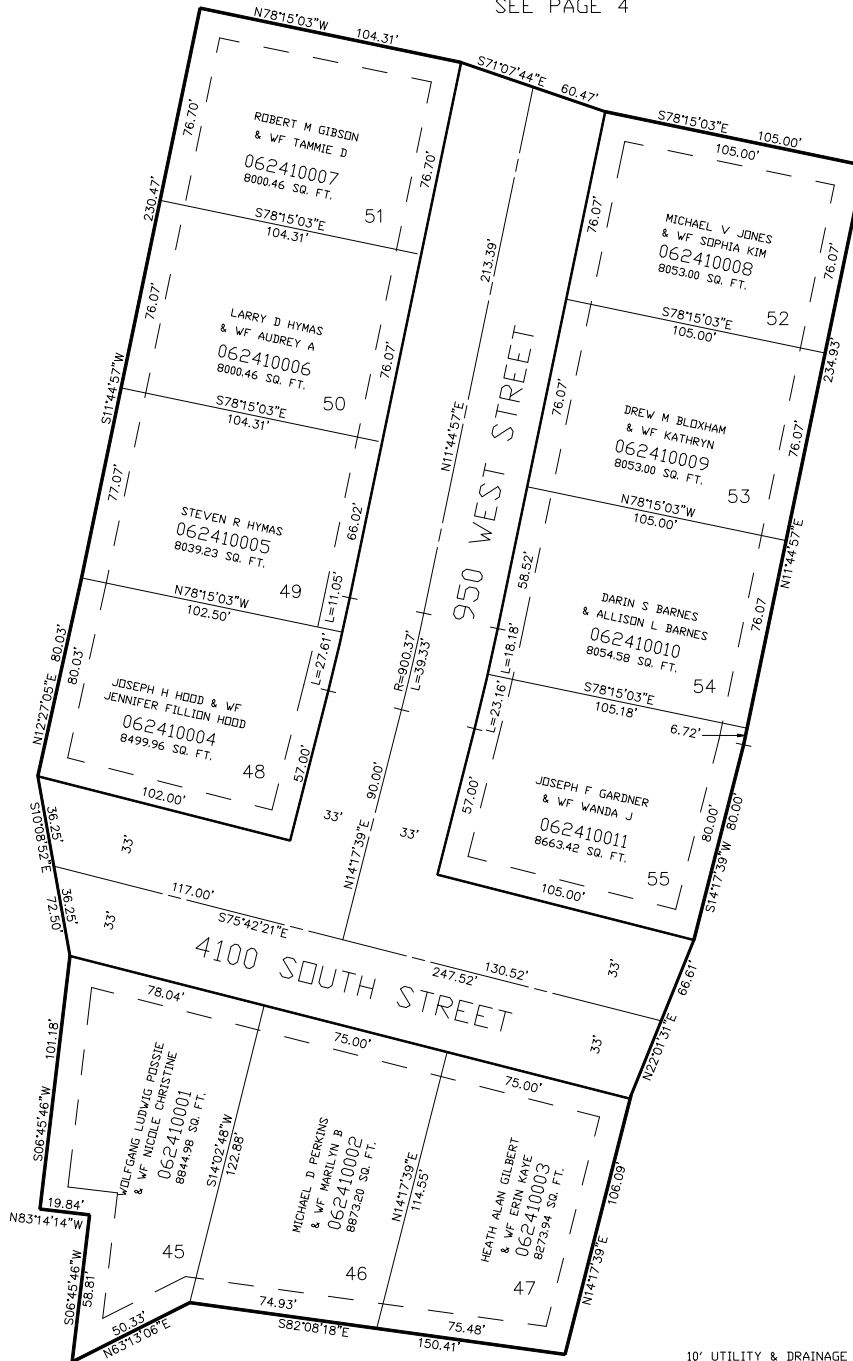 SEE PAGE 4
N78°15'03"W
104.31'
S71°07'44"E
60.47'
S78°15'03"E
105.00'
105.00'
76.70'
230.47'
ROBERT M GIBSON
& WF TAMMIE D
062410007
8000.46 SQ. FT.
51
76.70'
S78°15'03"E
104.31'
213.39'
76.07'
MICHAEL V JONES
& WF SOPHIA KIM
062410008
8053.00 SQ. FT.
52
76.07'
S78°15'03"E
105.00'
234.93'
76.07'
LARRY D HYMAS
& WF AUDREY A
062410006
8000.46 SQ. FT.
50
76.07'
S11°44'57"W
S78°15'03"E
104.31'
N11°44'57"E
950 WEST STREET
76.07'
DREW M BLOXHAM
& WF KATHRYN
062410009
8053.00 SQ. FT.
53
76.07'
N78°15'03"W
105.00'
N11°44'57"E
77.07'
STEVEN R HYMAS
062410005
8039.23 SQ. FT.
49
66.02'
L=11.05'
N78°15'03"W
102.50'
58.52'
L=18.18'
DARIN S BARNES
& ALLISON L BARNES
062410010
8054.58 SQ. FT.
54
76.07
S78°15'03"E
105.18'
6.72'
N12°27'05"E 80.03'
80.03'
JOSEPH H HOOD & WF
JENNIFER FILLION HOOD
062410004
8499.96 SQ. FT.
48
L=27.61'
57.00'
102.00'
R=900.37'
L=39.33'
L=23.16'
57.00'
JOSEPH F GARDNER
& WF WANDA J
062410011
8663.42 SQ. FT.
55
80.00'
S14°17'39"W 80.00'
105.00'
33'
33'
N14°17'39"E 90.00'
36.25'
S10°08'52"E
36.25'
72.50'
33'
33'
117.00'
S75°42'21"E
130.52'
247.52'
33'
33'
66.61'
N22°01'31"E
4100 SOUTH STREET
78.04'
75.00'
75.00'
101.18'
S06°45'46"W
WOLFGANG LUDWIG POSSIE
& WF NICOLE CHRISTINE
062410001
8844.98 SQ. FT.
45
S14°02'48"W
122.88'
MICHAEL D PERKINS
& WF MARILYN B
062410002
8873.20 SQ. FT.
46
N14°17'39"E
114.55'
HEATH ALAN GILBERT
& WF ERIN KAYE
062410003
8273.94 SQ. FT.
47
106.09'
N14°17'39"E
19.84'
N83°14'14"W
S06°45'46"W
58.81'
50.33'
N63°13'06"E
74.93'
S82°08'18"E
75.48'
150.41'
10' UTILITY & DRAINAGE